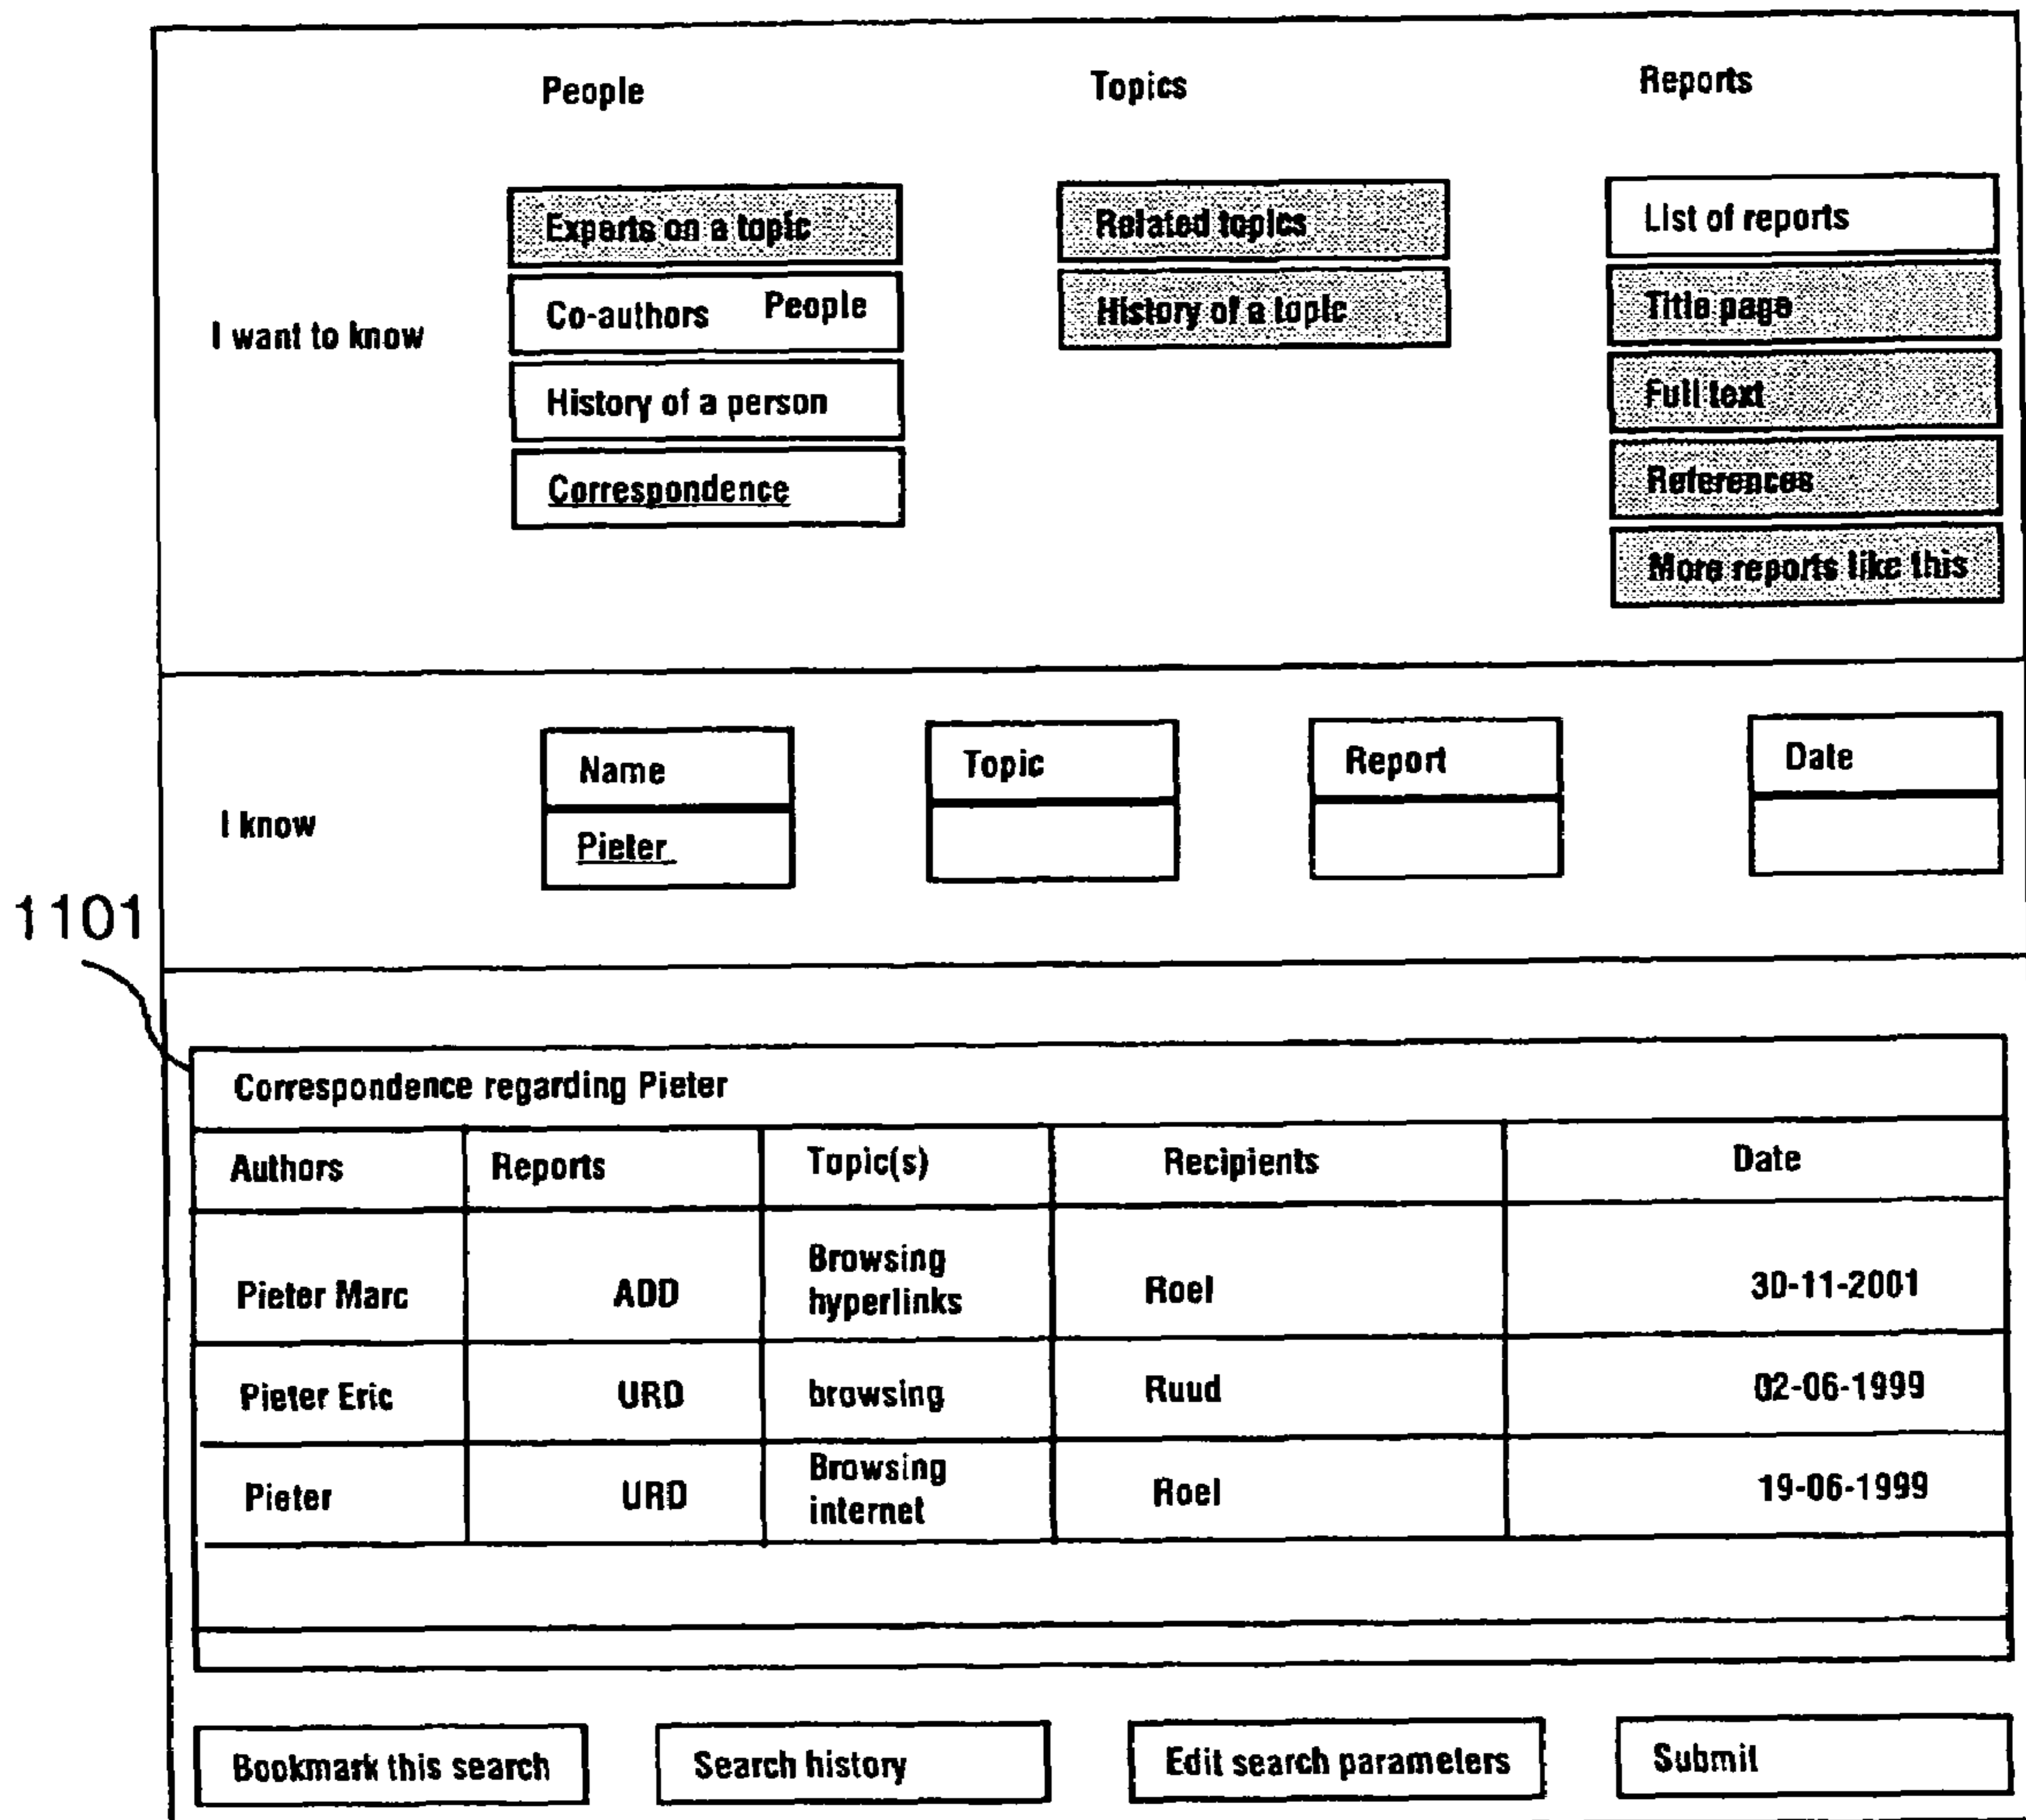 People Topics Reports
Experts on a topic Related topics List of reports
Co-authors People History of a topic Title page
I want to know
History of a person Full text
Correspondence References
More reports like this
Name Topic Report Date
I know
Pieter
1101
Correspondence regarding Pieter
Authors Reports Topic(s) Recipients Date
Pieter Marc ADD Browsing hyperlinks Roel 30-11-2001
Pieter Eric URD browsing Ruud 02-06-1999
Pieter URD Browsing internet Roel 19-06-1999
Bookmark this search Search history Edit search parameters Submit